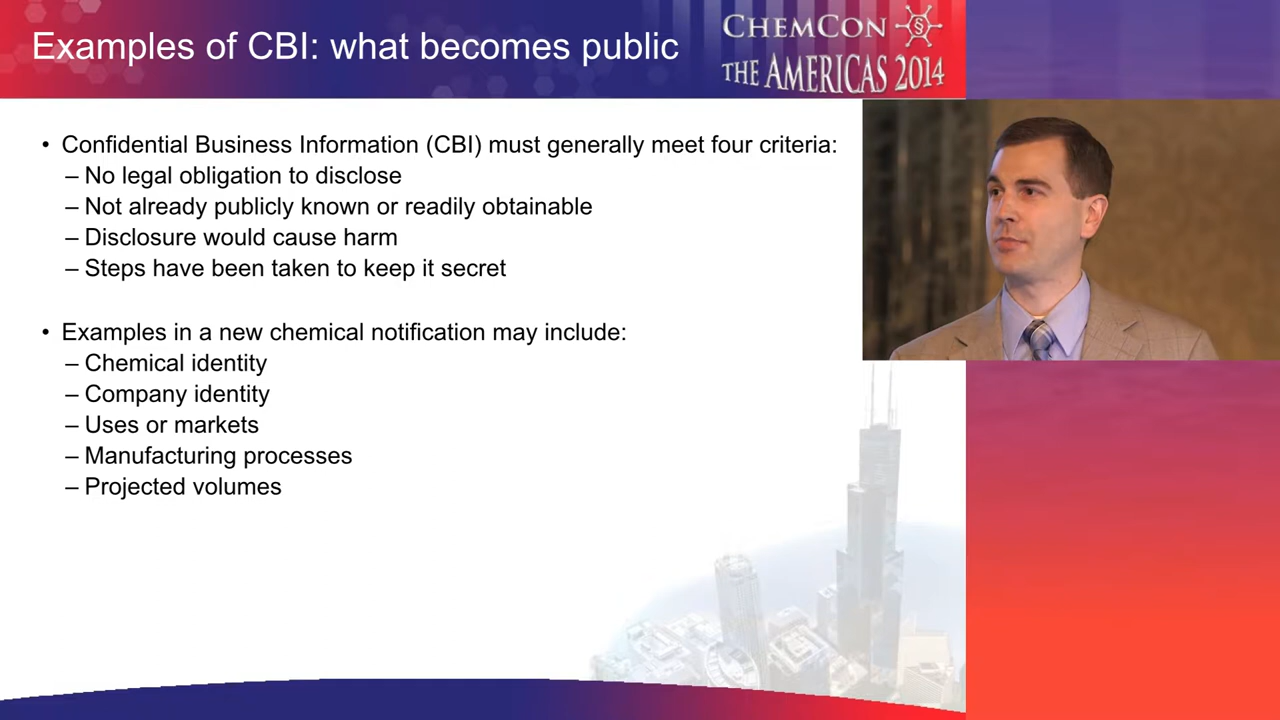 Examples of CBI: what becomes public
CHEMCON §
THE AMERICAS 2014
• Confidential Business Information (CBI) must generally meet four criteria:
– No legal obligation to disclose
– Not already publicly known or readily obtainable
– Disclosure would cause harm
– Steps have been taken to keep it secret
• Examples in a new chemical notification may include:
– Chemical identity
– Company identity
– Uses or markets
– Manufacturing processes
– Projected volumes